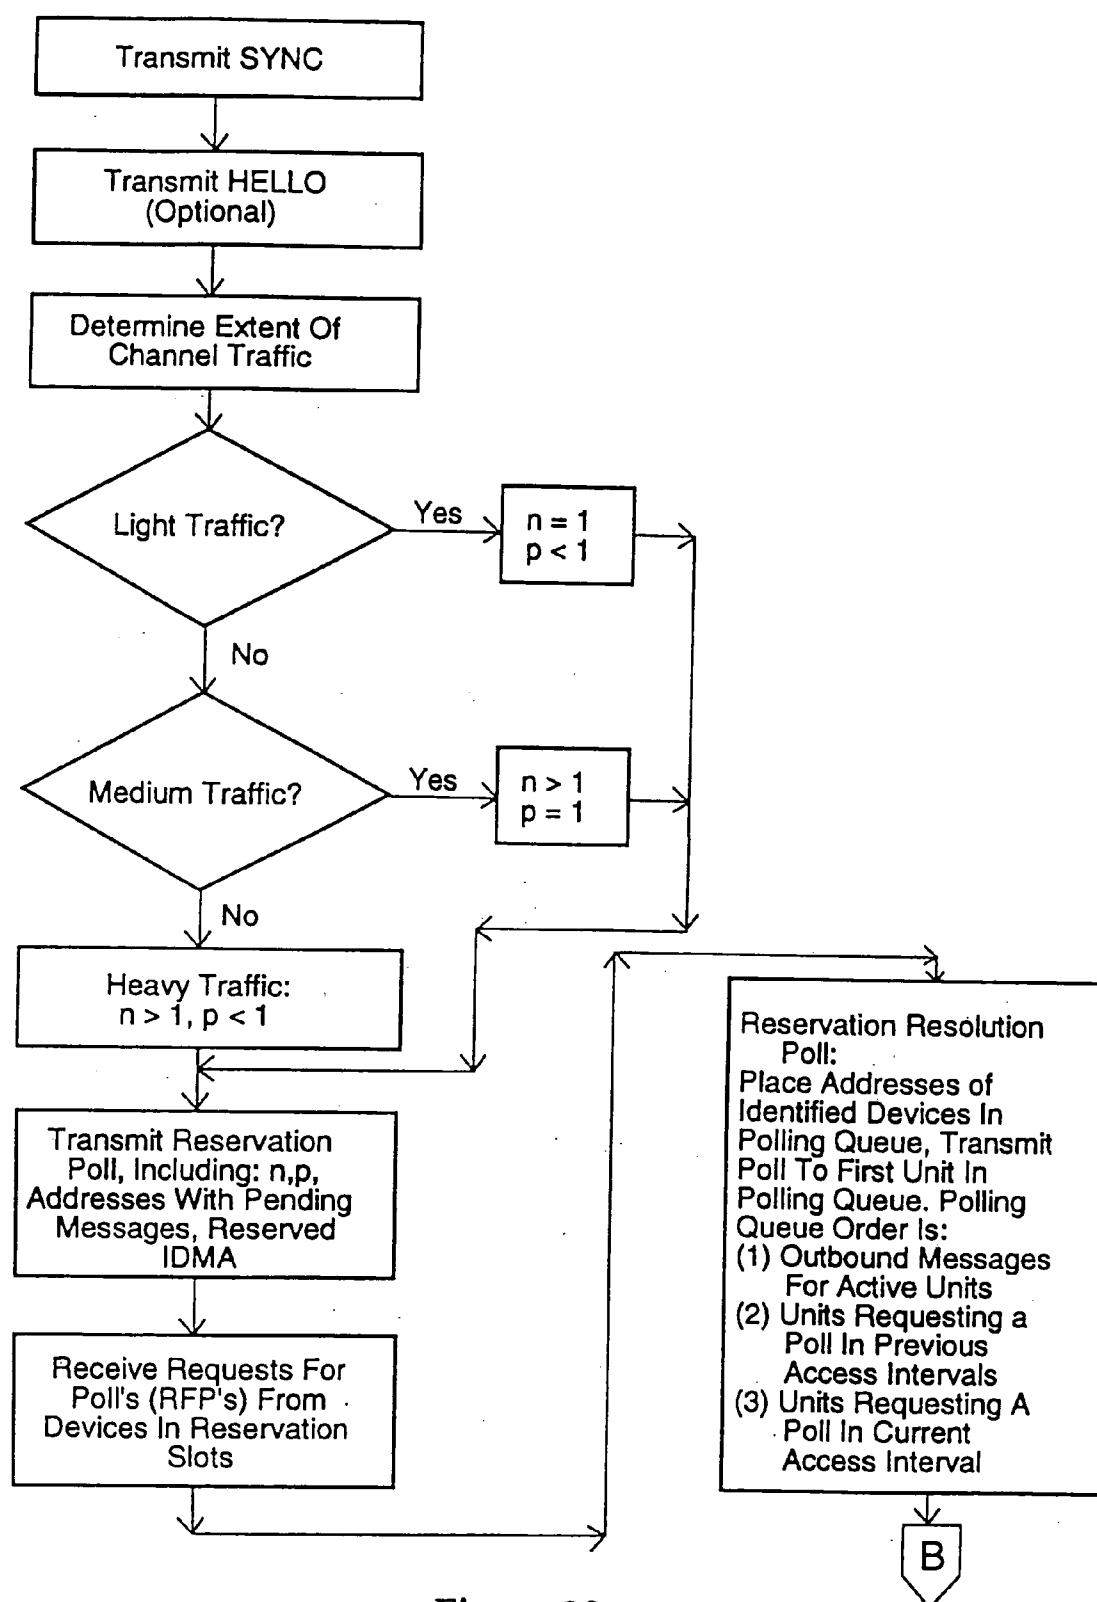 Transmit SYNC
Transmit HELLO
(Optional)
Determine Extent Of
Channel Traffic
Light Traffic?
Yes
n = 1
p < 1
No
Medium Traffic?
Yes
n > 1
p = 1
No
Heavy Traffic:
n > 1, p < 1
Transmit Reservation
Poll, Including: n,p,
Addresses With Pending
Messages, Reserved
IDMA
Receive Requests For
Poll's (RFP's) From
Devices In Reservation
Slots
Reservation Resolution
Poll:
Place Addresses of
Identified Devices In
Polling Queue, Transmit
Poll To First Unit In
Polling Queue. Polling
Queue Order Is:
(1) Outbound Messages
For Active Units
(2) Units Requesting a
Poll In Previous
Access Intervals
(3) Units Requesting A
Poll In Current
Access Interval
B